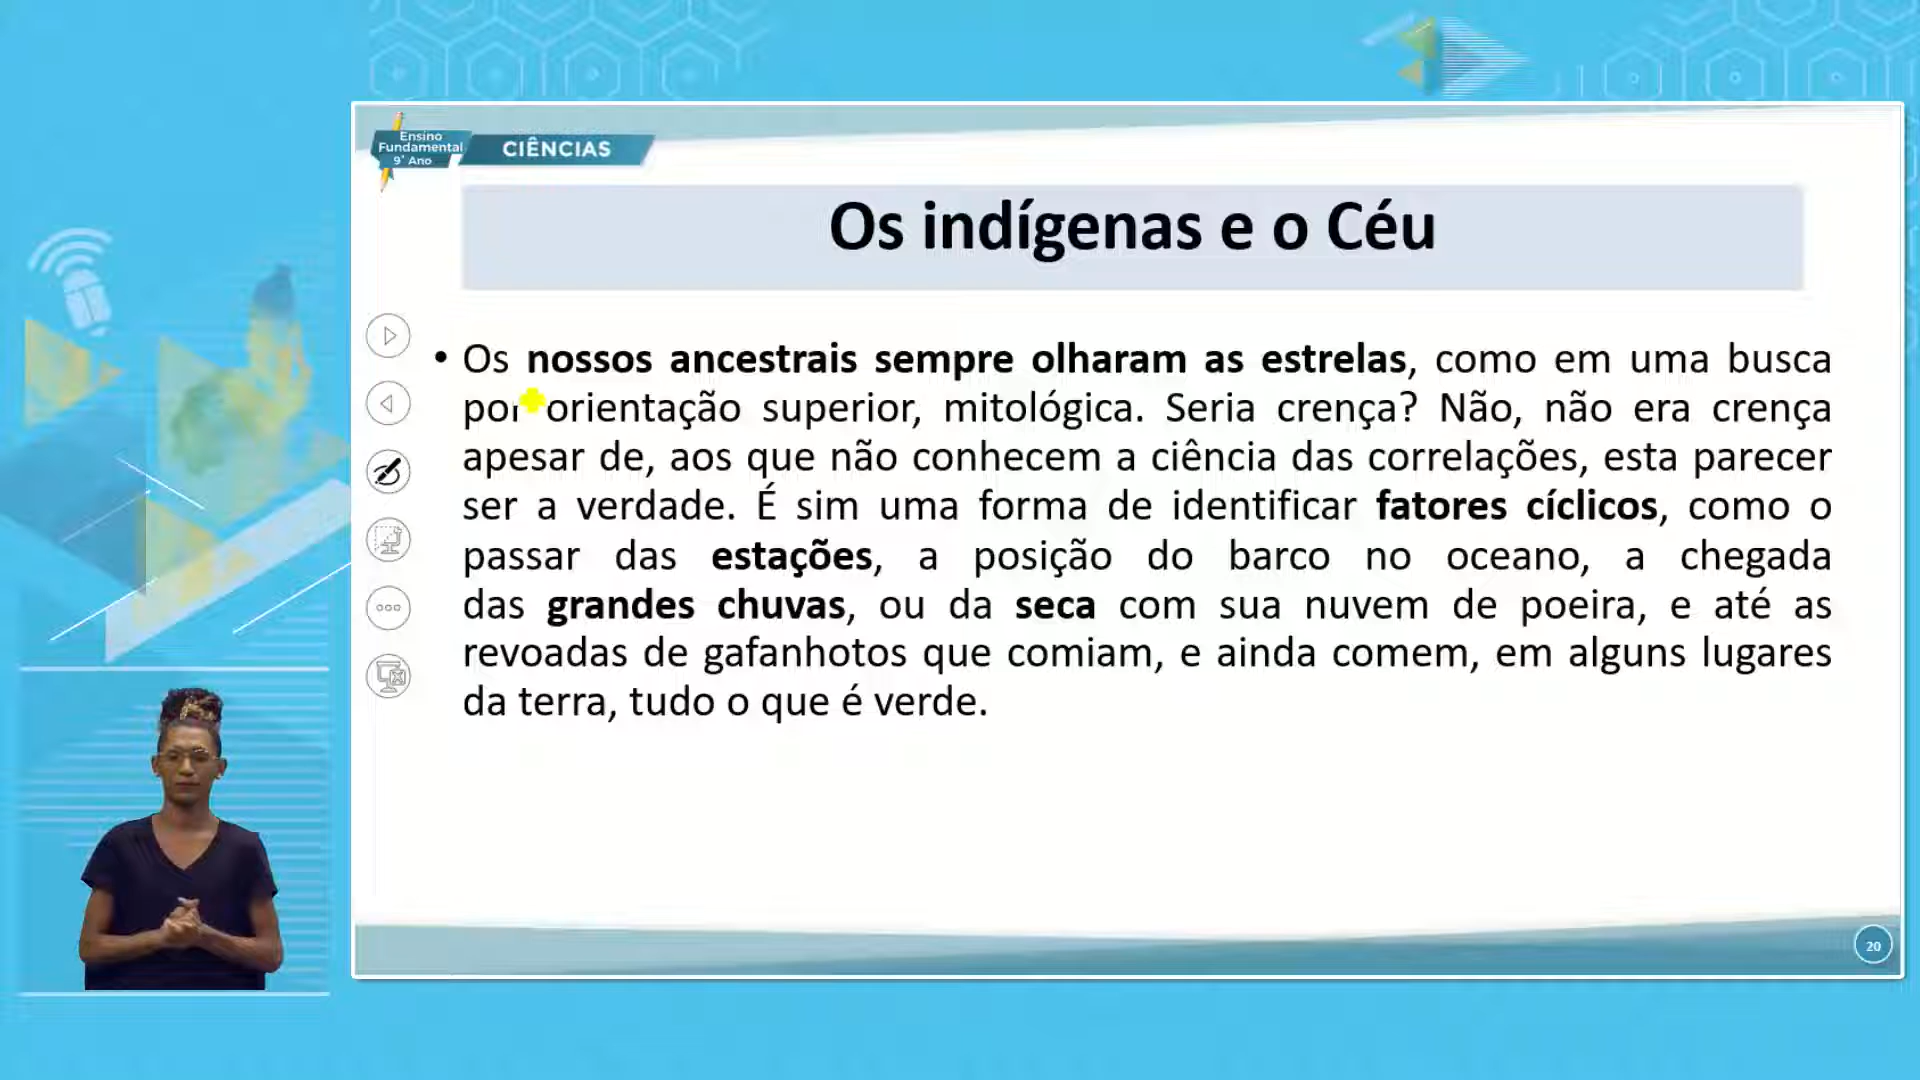 Ensino
Fundamental
9° Ano
CIÊNCIAS
Os indígenas e o Céu
• Os nossos ancestrais sempre olharam as estrelas, como em uma busca
por orientação superior, mitológica. Seria crença? Não, não era crença
apesar de, aos que não conhecem a ciência das correlações, esta parecer
ser a verdade. É sim uma forma de identificar fatores cíclicos, como o
passar das estações, a posição do barco no oceano, a chegada
das grandes chuvas, ou da seca com sua nuvem de poeira, e até as
revoadas de gafanhotos que comiam, e ainda comem, em alguns lugares
da terra, tudo o que é verde.
20